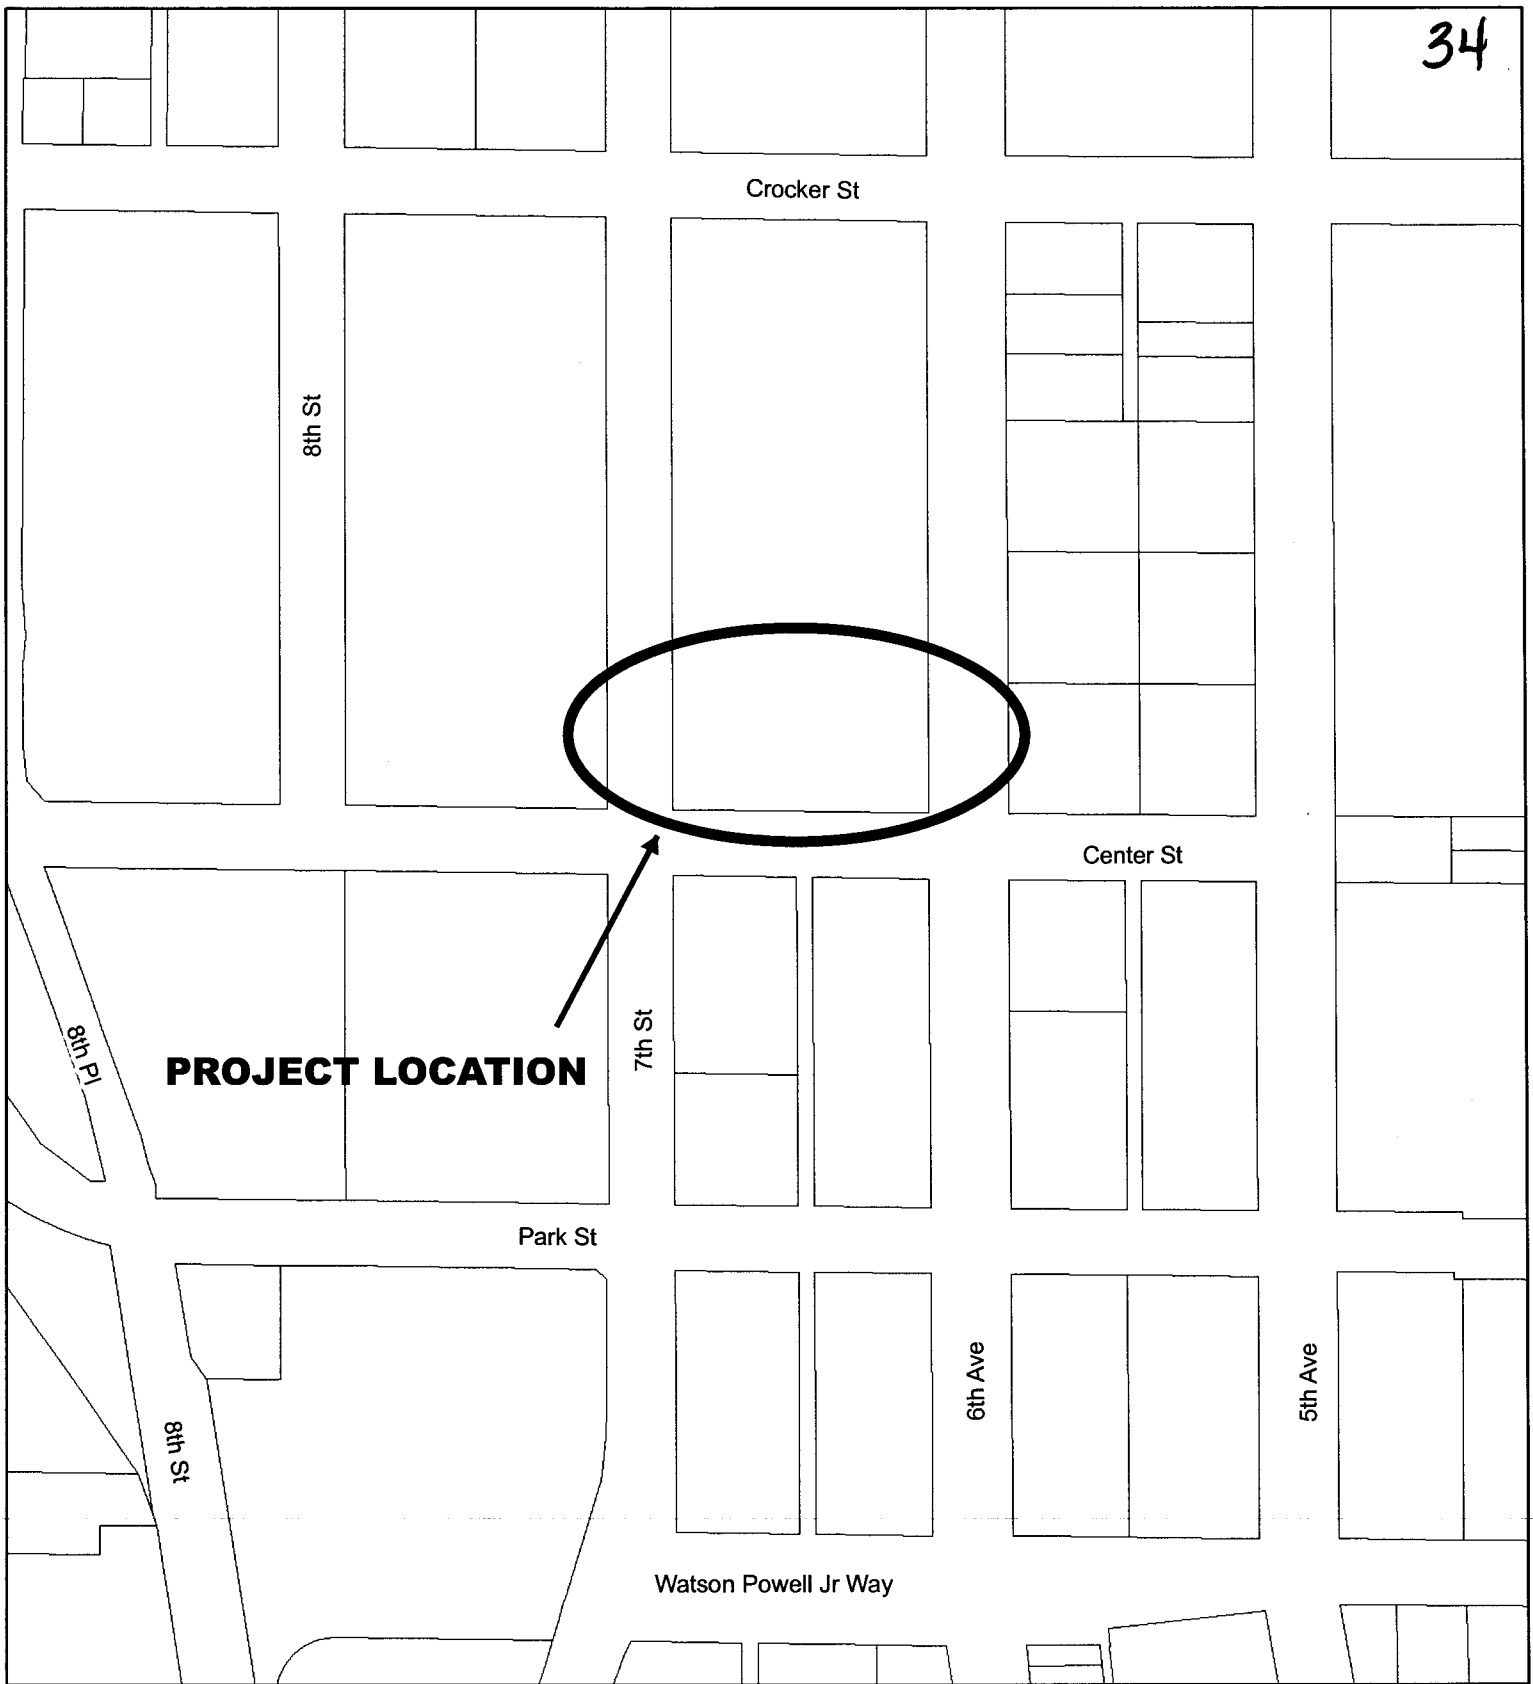 34
Crocker St
8th St
Center St
7th St
8th Pl
PROJECT LOCATION
Park St
6th Ave
5th Ave
8th St
Watson Powell Jr Way